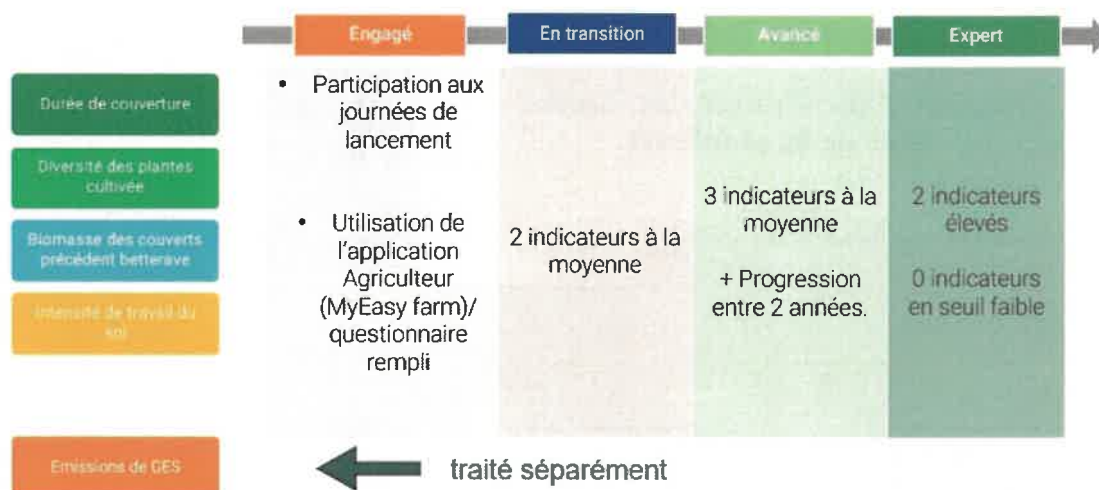 Engagé
En transition
Avancé
Expert
Durée de couverture
Diversité des plantes
cultivée
Biomasse des couverts
précédent betterave
Intensité de travail du
sol
Emissions de GES
• Participation aux
journées de
lancement
• Utilisation de
l'application
Agriculteur
(MyEasy farm)/
questionnaire
rempli
2 indicateurs à la
moyenne
3 indicateurs à la
moyenne
+ Progression
entre 2 années.
2 indicateurs
élevés
0 indicateurs
en seuil faible
traité séparément